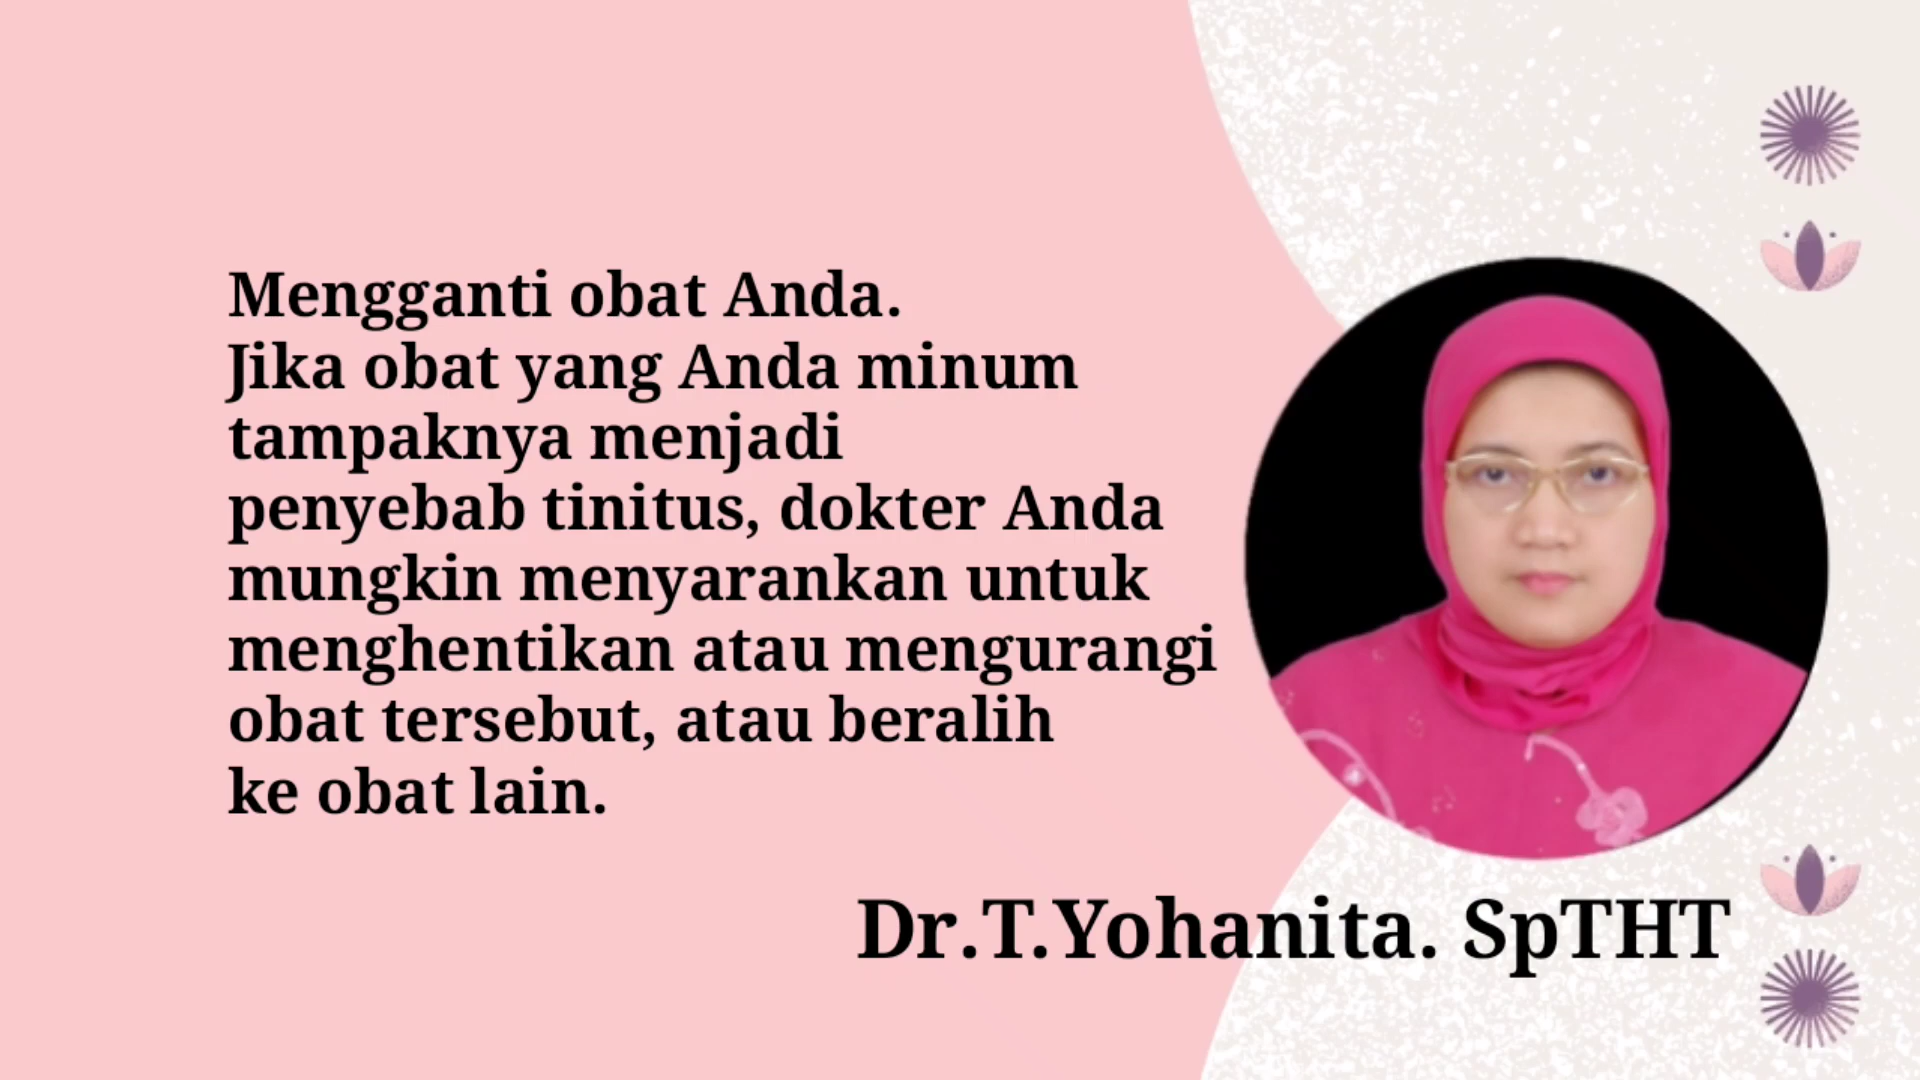 Mengganti obat Anda.
Jika obat yang Anda minum
tampaknya menjadi
penyebab tinitus, dokter Anda
mungkin menyarankan untuk
menghentikan atau mengurangi
obat tersebut, atau beralih
ke obat lain.
Dr.T.Yohanita. SpTHT